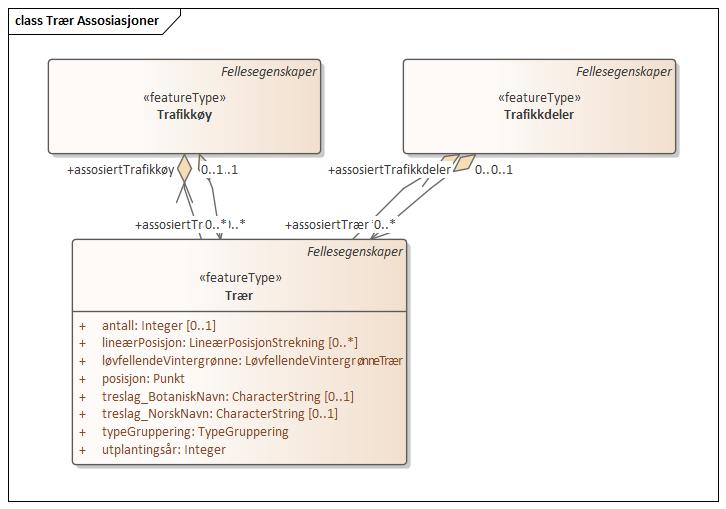 class Trær Assosiasjoner
Fellesegenskaper
«featureType»
Trafikkøy
Fellesegenskaper
«featureType»
Trafikkdeler
+assosiertTrafikkøy
0..1
..1
+assosiertTrafikkdeler
0..
0..1
+assosiertTr
0..*
0..*
+assosiertTrær
0..*
Fellesegenskaper
«featureType»
Trær
+ antall: Integer [0..1]
+ lineærPosisjon: LineærPosisjonStrekning [0..*]
+ løvfellendeVintergrønne: LøvfellendeVintergrønneTrær
+ posisjon: Punkt
+ treslag_BotaniskNavn: CharacterString [0..1]
+ treslag_NorskNavn: CharacterString [0..1]
+ typeGruppering: TypeGruppering
+ utplantingsår: Integer